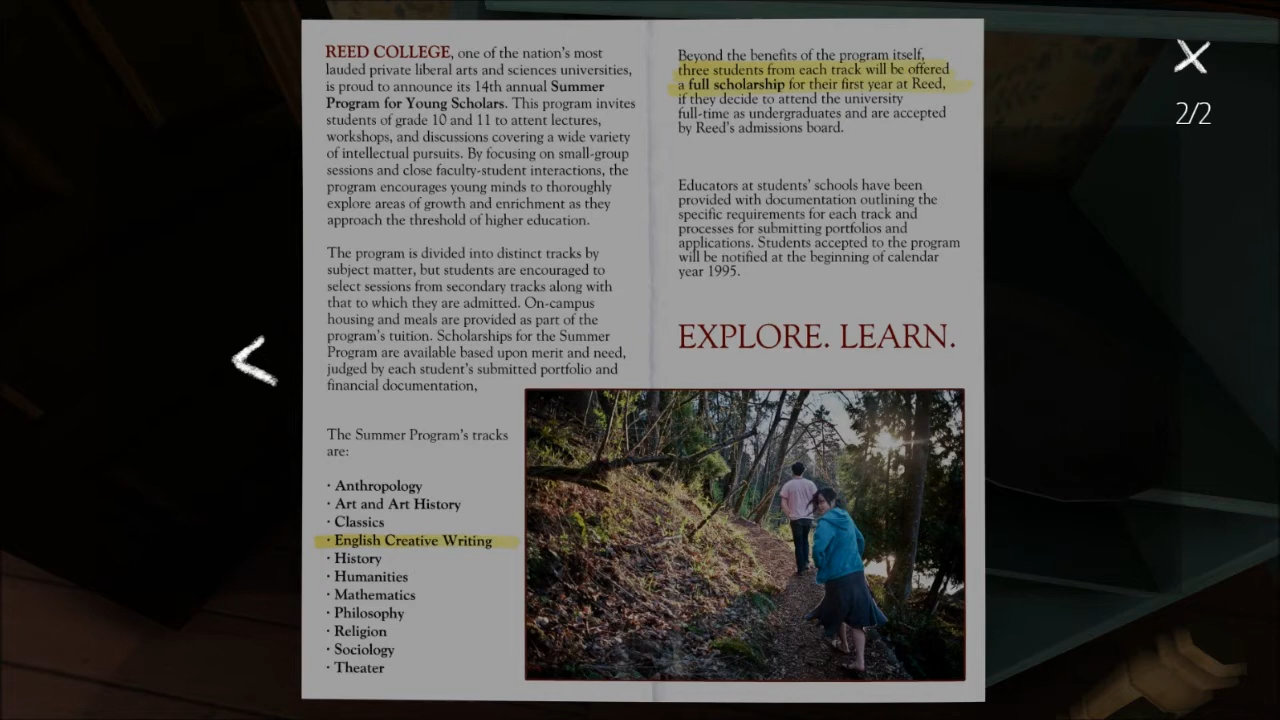 REED COLLEGE, one of the nation's most
lauded private liberal arts and sciences universities,
is proud to announce its 14th annual Summer
Program for Young Scholars. This program invites
students of grade 10 and 11 to attent lectures,
workshops, and discussions covering a wide variety
of intellectual pursuits. By focusing on small-group
sessions and close faculty-student interactions, the
program encourages young minds to thoroughly
explore areas of growth and enrichment as they
approach the threshold of higher education.
The program is divided into distinct tracks by
subject matter, but students are encouraged to
select sessions from secondary tracks along with
that to which they are admitted. On-campus
housing and meals are provided as part of the
program's tuition. Scholarships for the Summer
Program are available based upon merit and need,
judged by each student's submitted portfolio and
financial documentation,
The Summer Program's tracks
are:
· Anthropology
· Art and Art History
· Classics
· English Creative Writing
· History
· Humanities
· Mathematics
· Philosophy
· Religion
· Sociology
· Theater
Beyond the benefits of the program itself,
three students from each track will be offered
a full scholarship for their first year at Reed,
if they decide to attend the university
full-time as undergraduates and are accepted
by Reed's admissions board.
Educators at students' schools have been
provided with documentation outlining the
specific requirements for each track and
processes for submitting portfolios and
applications. Students accepted to the program
will be notified at the beginning of calendar
year 1995.
EXPLORE. LEARN.
2/2